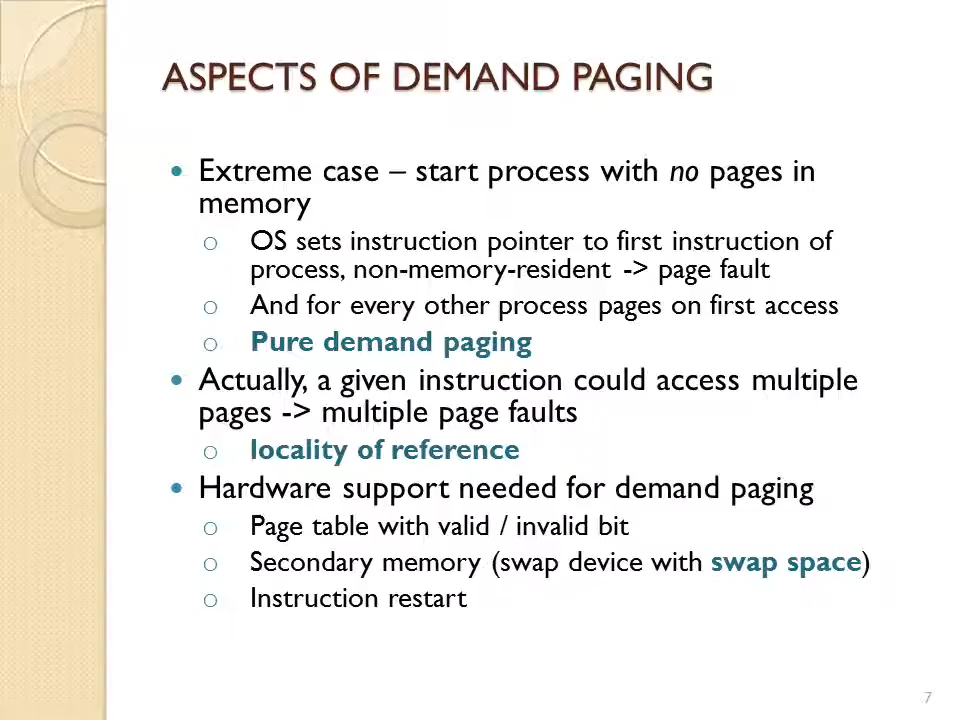 ASPECTS OF DEMAND PAGING
• Extreme case – start process with no pages in
memory
o OS sets instruction pointer to first instruction of
process, non-memory-resident -> page fault
o And for every other process pages on first access
o Pure demand paging
• Actually, a given instruction could access multiple
pages -> multiple page faults
o locality of reference
• Hardware support needed for demand paging
o Page table with valid / invalid bit
o Secondary memory (swap device with swap space)
o Instruction restart
7